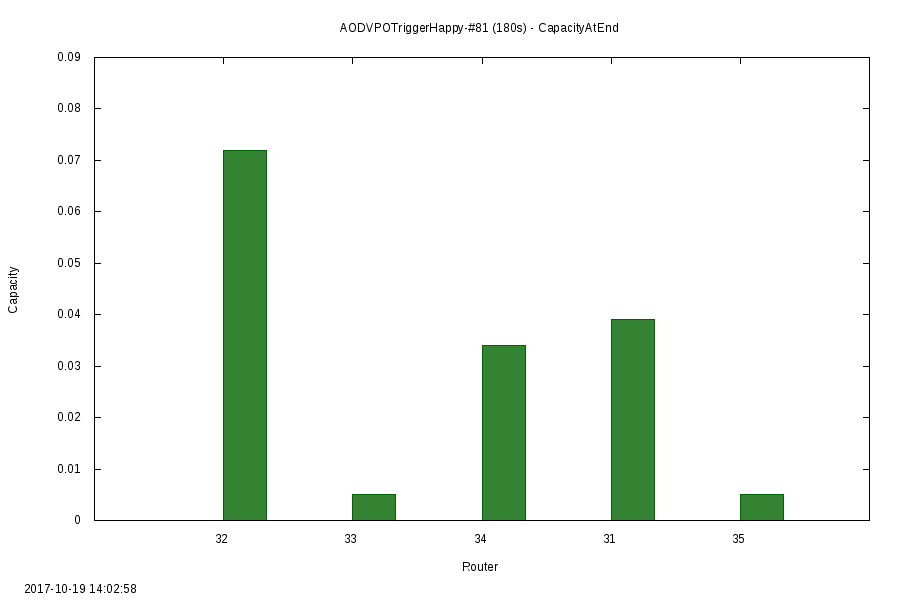 AODVPOTriggerHappy-#81 (180s) - CapacityAtEnd
0.09
0.08
0.07
0.06
0.05
0.04
0.03
0.02
0.01
0
Capacity
32 33 34 31 35
Router
2017-10-19 14:02:58